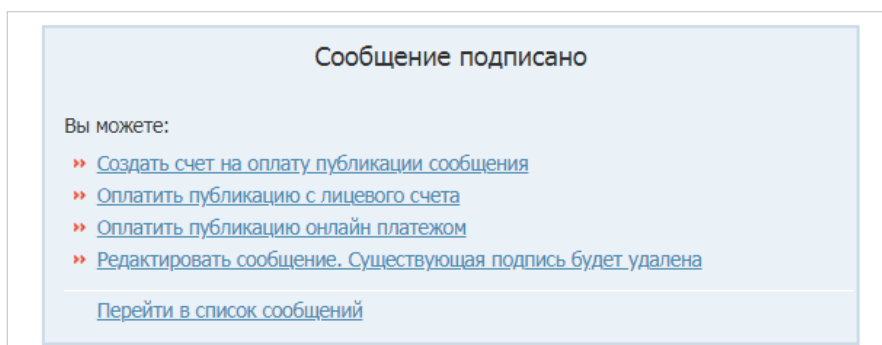 Сообщение подписано
Вы можете:
›› Создать счет на оплату публикации сообщения
›› Оплатить публикацию с лицевого счета
›› Оплатить публикацию онлайн платежом
›› Редактировать сообщение. Существующая подпись будет удалена
Перейти в список сообщений